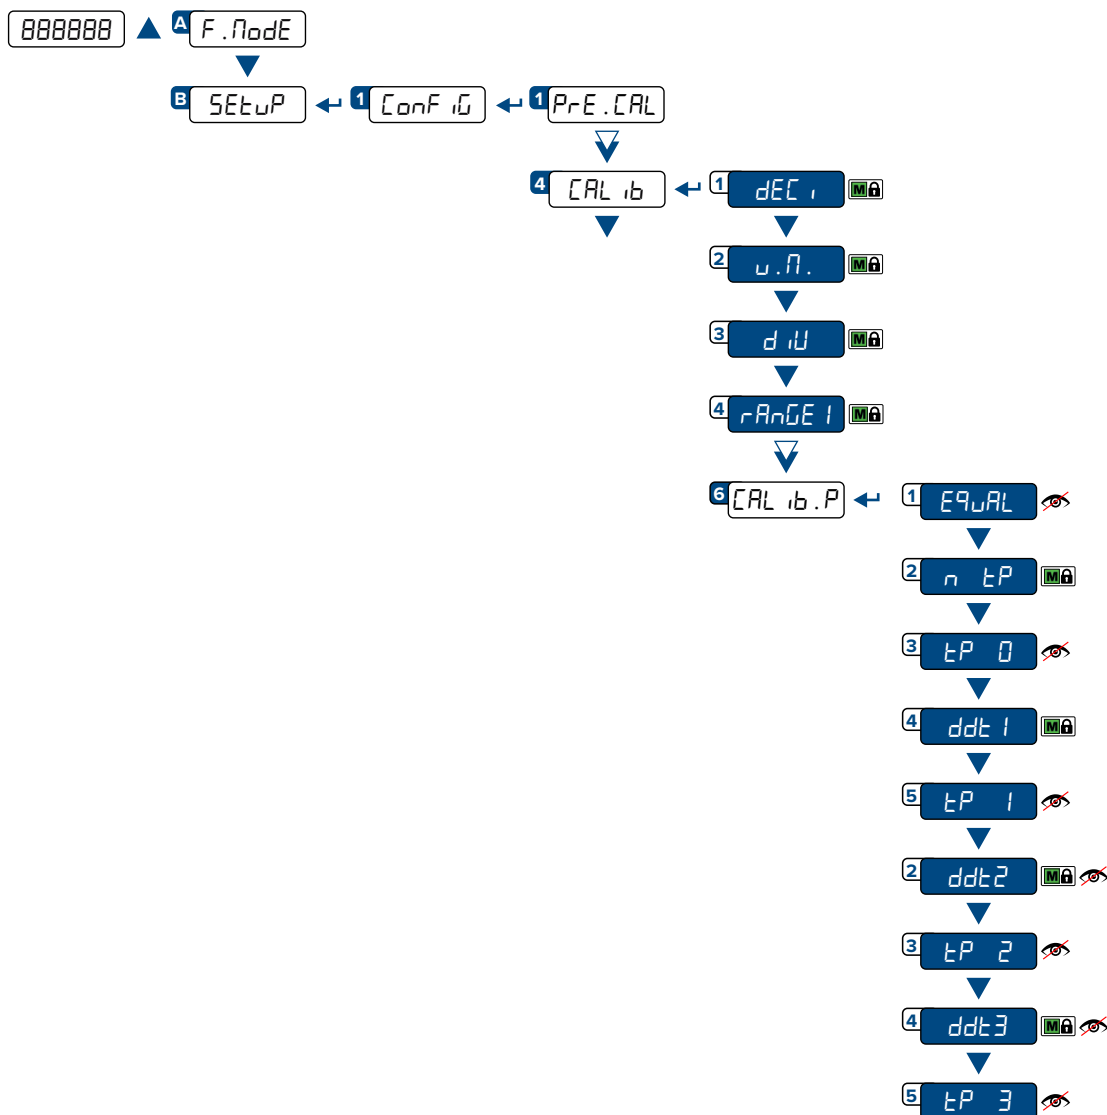 888888 A F.ModE
B SEtuP 1 ConFiG 1 PrE.CAL
4 CALib 1 dECi M
2 u.M. M
3 diV M
4 rAnGE1 M
6 CALib.P 1 EquAL
2 n tP M
3 tP 0
4 ddt1 M
5 tP 1
2 ddt2 M
3 tP 2
4 ddt3 M
5 tP 3